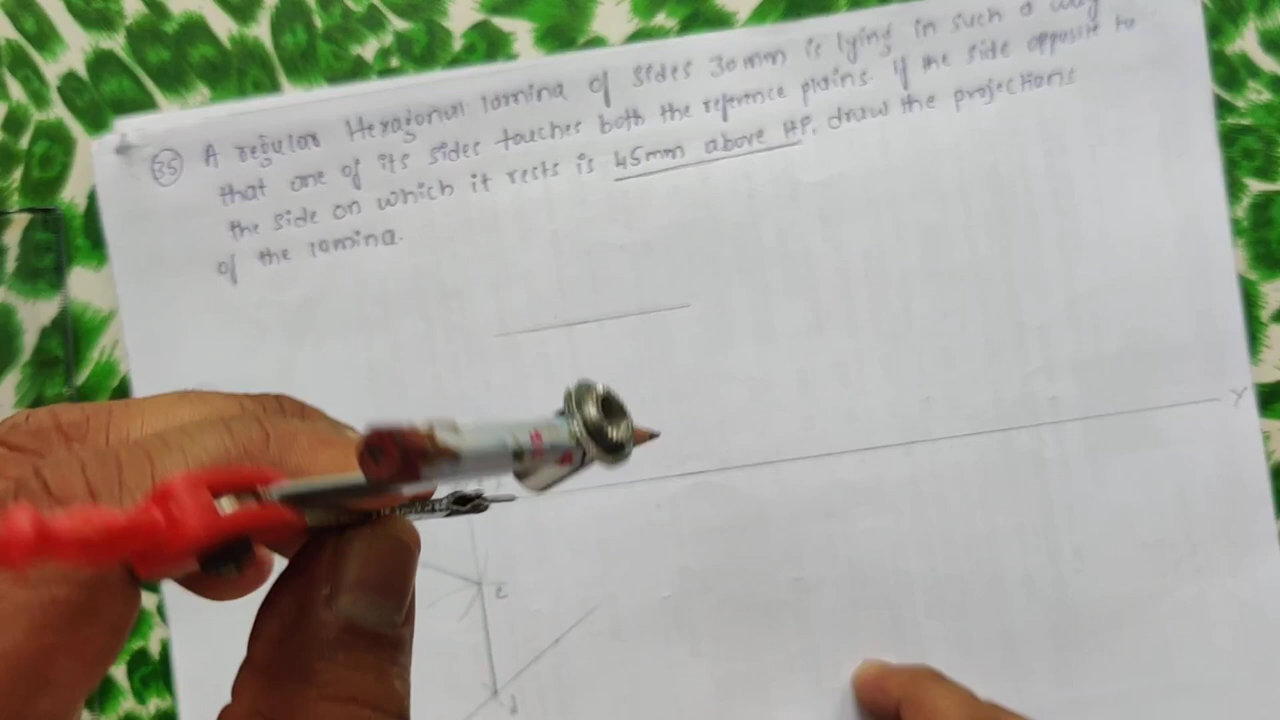 35 A regular Hexagonal lamina of sides 30mm is lying in such a way
that one of its sides touches both the reference plains. If the side opposite to
the side on which it rests is 45mm above HP, draw the projections
of the lamina.
Y
c
d